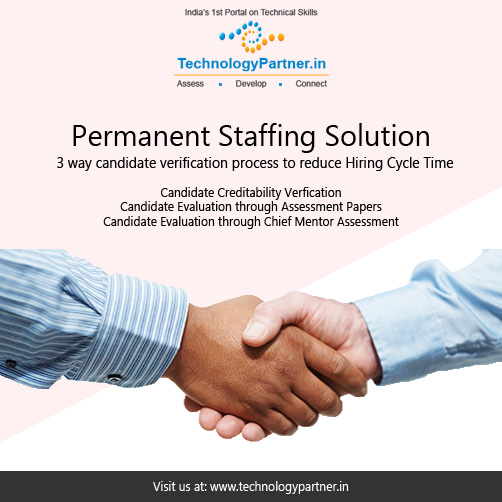 India's 1st Portal on Technical Skills
TechnologyPartner.in
Assess • Develop • Connect
Permanent Staffing Solution
3 way candidate verification process to reduce Hiring Cycle Time
Candidate Creditability Verfication
Candidate Evaluation through Assessment Papers
Candidate Evaluation through Chief Mentor Assessment
Visit us at: www.technologypartner.in